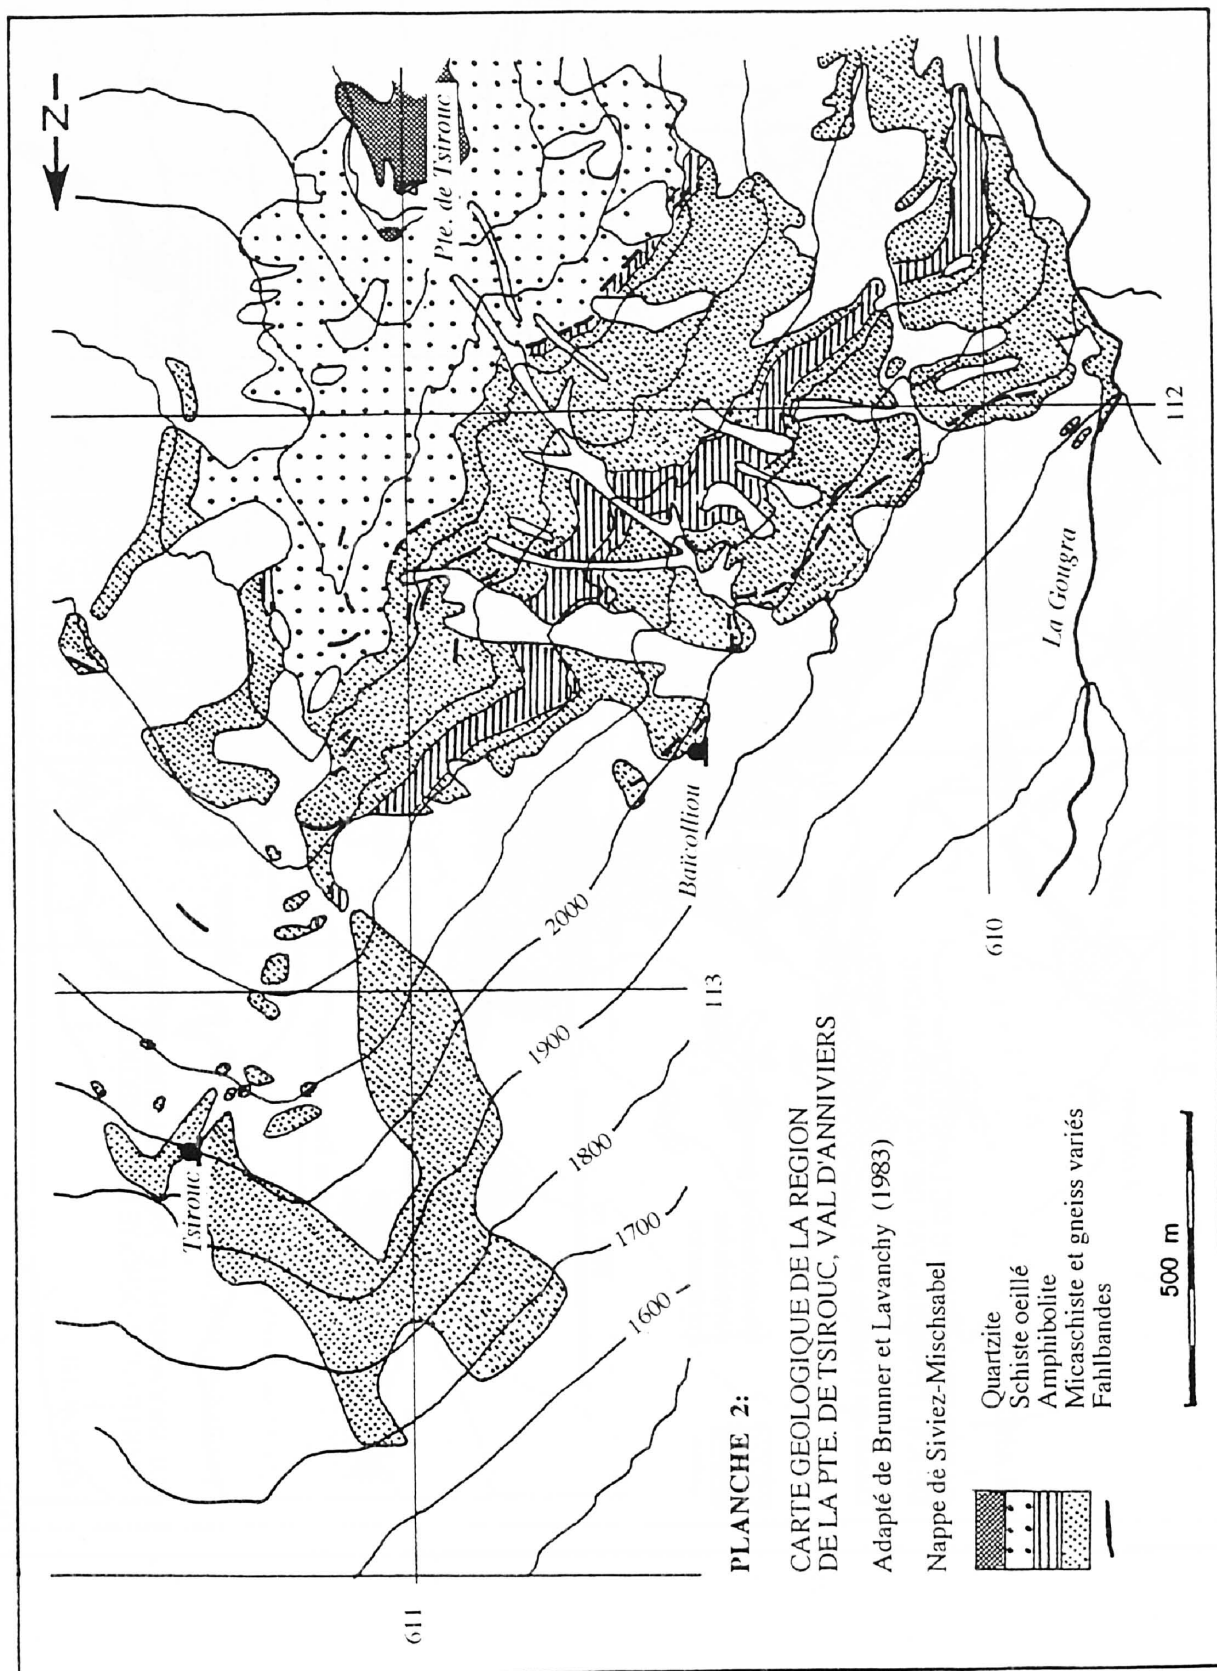 N
Pte. de Tsirouc
112
La Gougra
610
Baïcolliou
113
2000
1900
1800
1700
1600
Tsirouc
611
PLANCHE 2:
CARTE GEOLOGIQUE DE LA REGION
DE LA PTE. DE TSIROUC, VAL D'ANNIVIERS
Adapté de Brunner et Lavanchy (1983)
Nappe de Siviez-Mischsabel
Quartzite
Schiste oeillé
Amphibolite
Micaschiste et gneiss variés
Fahlbandes
500 m